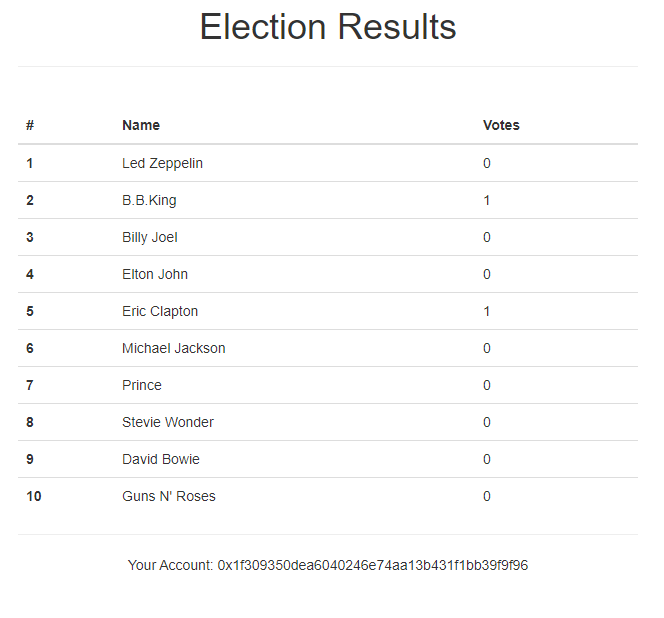 Election Results
# Name Votes
1 Led Zeppelin 0
2 B.B.King 1
3 Billy Joel 0
4 Elton John 0
5 Eric Clapton 1
6 Michael Jackson 0
7 Prince 0
8 Stevie Wonder 0
9 David Bowie 0
10 Guns N' Roses 0
Your Account: 0x1f309350dea6040246e74aa13b431f1bb39f9f96